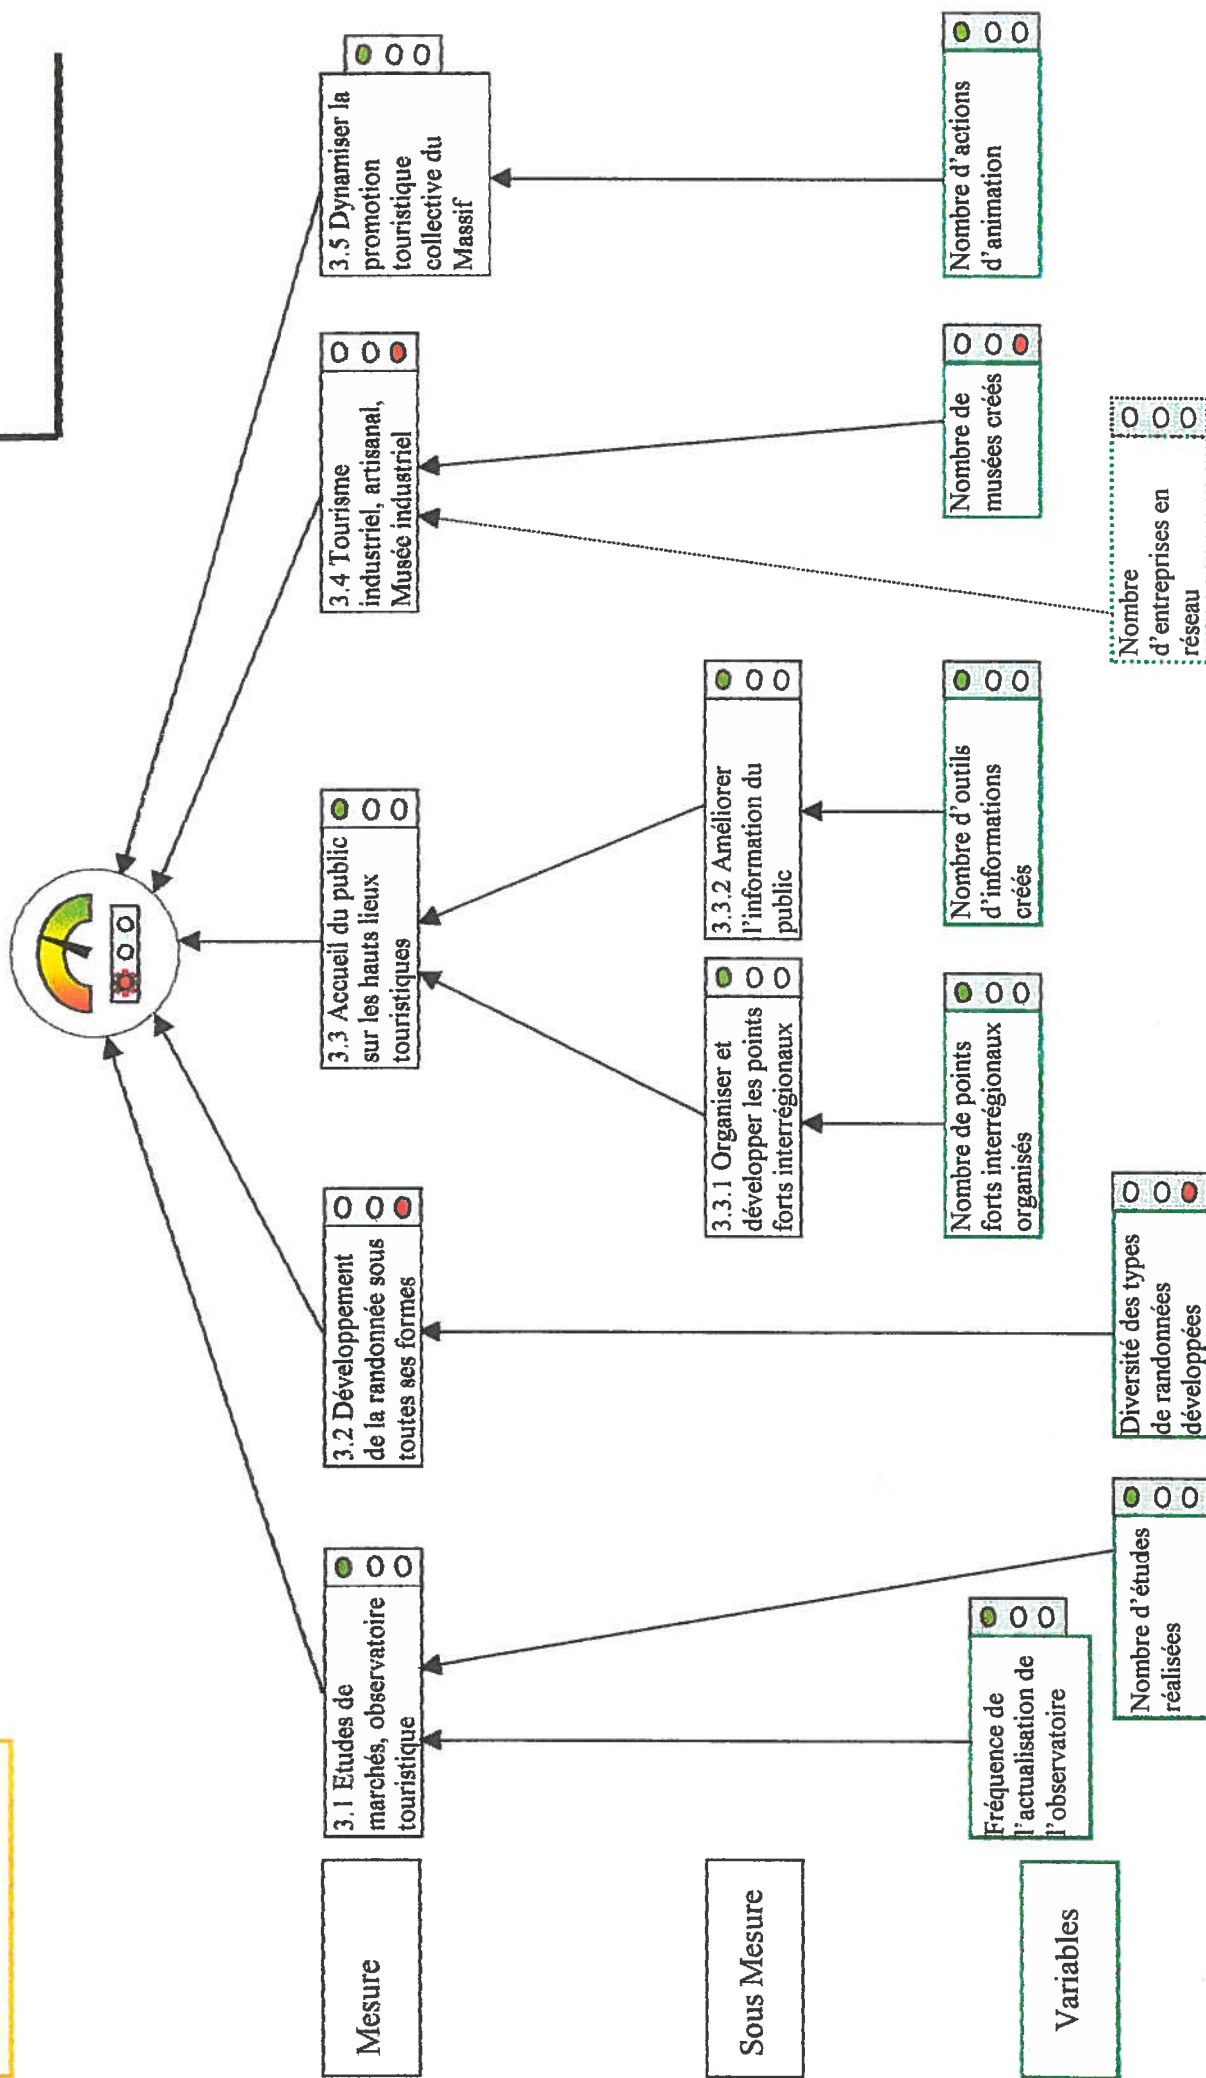 Mesure
3.1 Etudes de
marchés, observatoire
touristique
3.2 Développement
de la randonnée sous
toutes ses formes
3.3 Accueil du public
sur les hauts lieux
touristiques
3.4 Tourisme
industriel, artisanal,
Musée industriel
3.5 Dynamiser la
promotion
touristique
collective du
Massif
Sous Mesure
3.3.1 Organiser et
développer les points
forts interrégionaux
3.3.2 Améliorer
l'information du
public
Variables
Fréquence de
l'actualisation de
l'observatoire
Nombre d'études
réalisées
Diversité des types
de randonnées
développées
Nombre de points
forts interrégionaux
organisés
Nombre d'outils
d'informations
créés
Nombre
d'entreprises en
réseau
Nombre de
musées créés
Nombre d'actions
d'animation